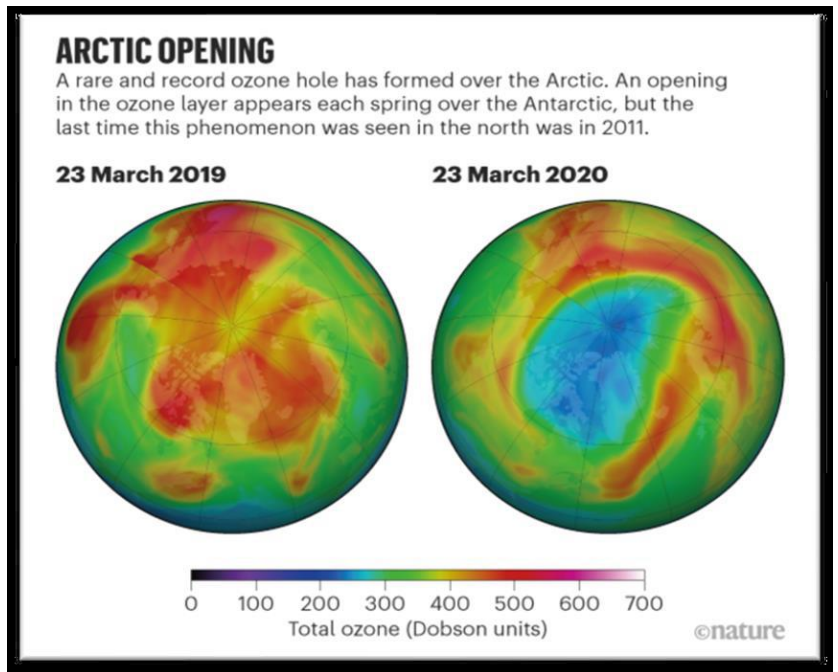 ARCTIC OPENING
A rare and record ozone hole has formed over the Arctic. An opening
in the ozone layer appears each spring over the Antarctic, but the
last time this phenomenon was seen in the north was in 2011.
23 March 2019
23 March 2020
0 100 200 300 400 500 600 700
Total ozone (Dobson units)
©nature